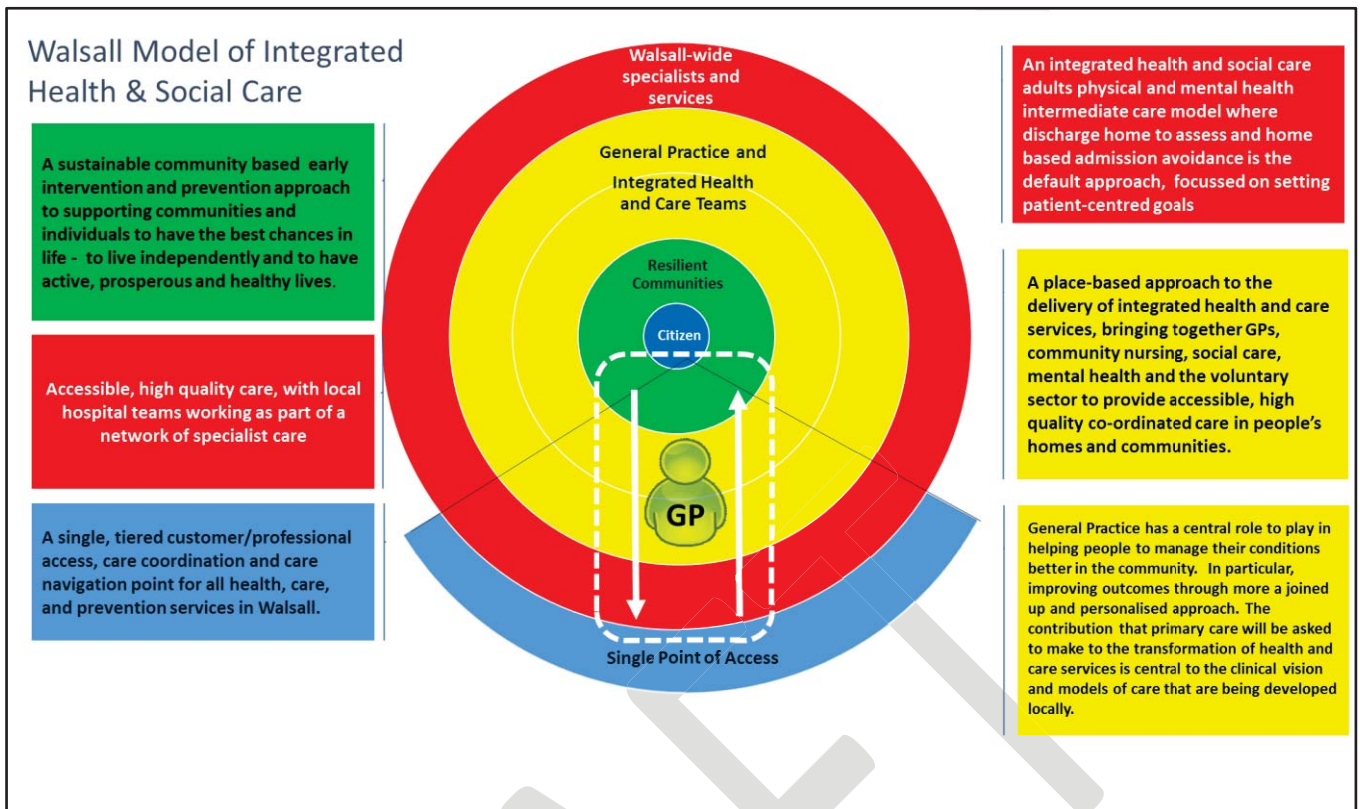 Walsall Model of Integrated
Health & Social Care
A sustainable community based early
intervention and prevention approach
to supporting communities and
individuals to have the best chances in
life - to live independently and to have
active, prosperous and healthy lives.
Accessible, high quality care, with local
hospital teams working as part of a
network of specialist care
A single, tiered customer/professional
access, care coordination and care
navigation point for all health, care,
and prevention services in Walsall.
Walsall-wide
specialists and
services
General Practice and
Integrated Health
and Care Teams
Resilient
Communities
Citizen
GP
Single Point of Access
An integrated health and social care
adults physical and mental health
intermediate care model where
discharge home to assess and home
based admission avoidance is the
default approach, focussed on setting
patient-centred goals
A place-based approach to the
delivery of integrated health and care
services, bringing together GPs,
community nursing, social care,
mental health and the voluntary
sector to provide accessible, high
quality co-ordinated care in people's
homes and communities.
General Practice has a central role to play in
helping people to manage their conditions
better in the community. In particular,
improving outcomes through more a joined
up and personalised approach. The
contribution that primary care will be asked
to make to the transformation of health and
care services is central to the clinical vision
and models of care that are being developed
locally.